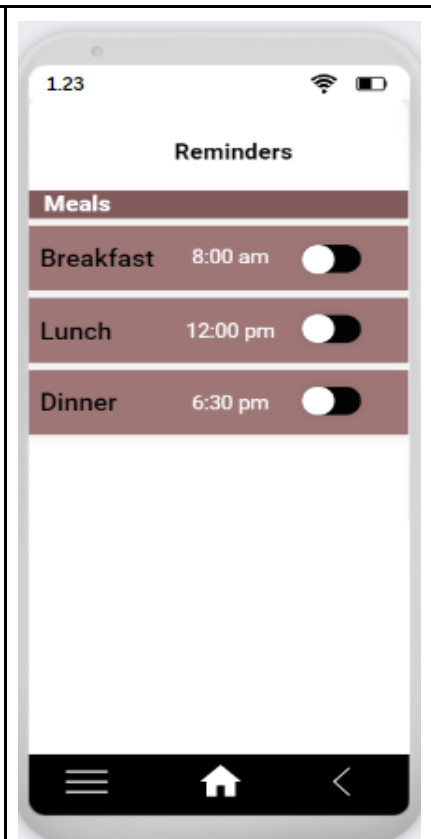 1.23
Reminders
Meals
Breakfast 8:00 am
Lunch 12:00 pm
Dinner 6:30 pm